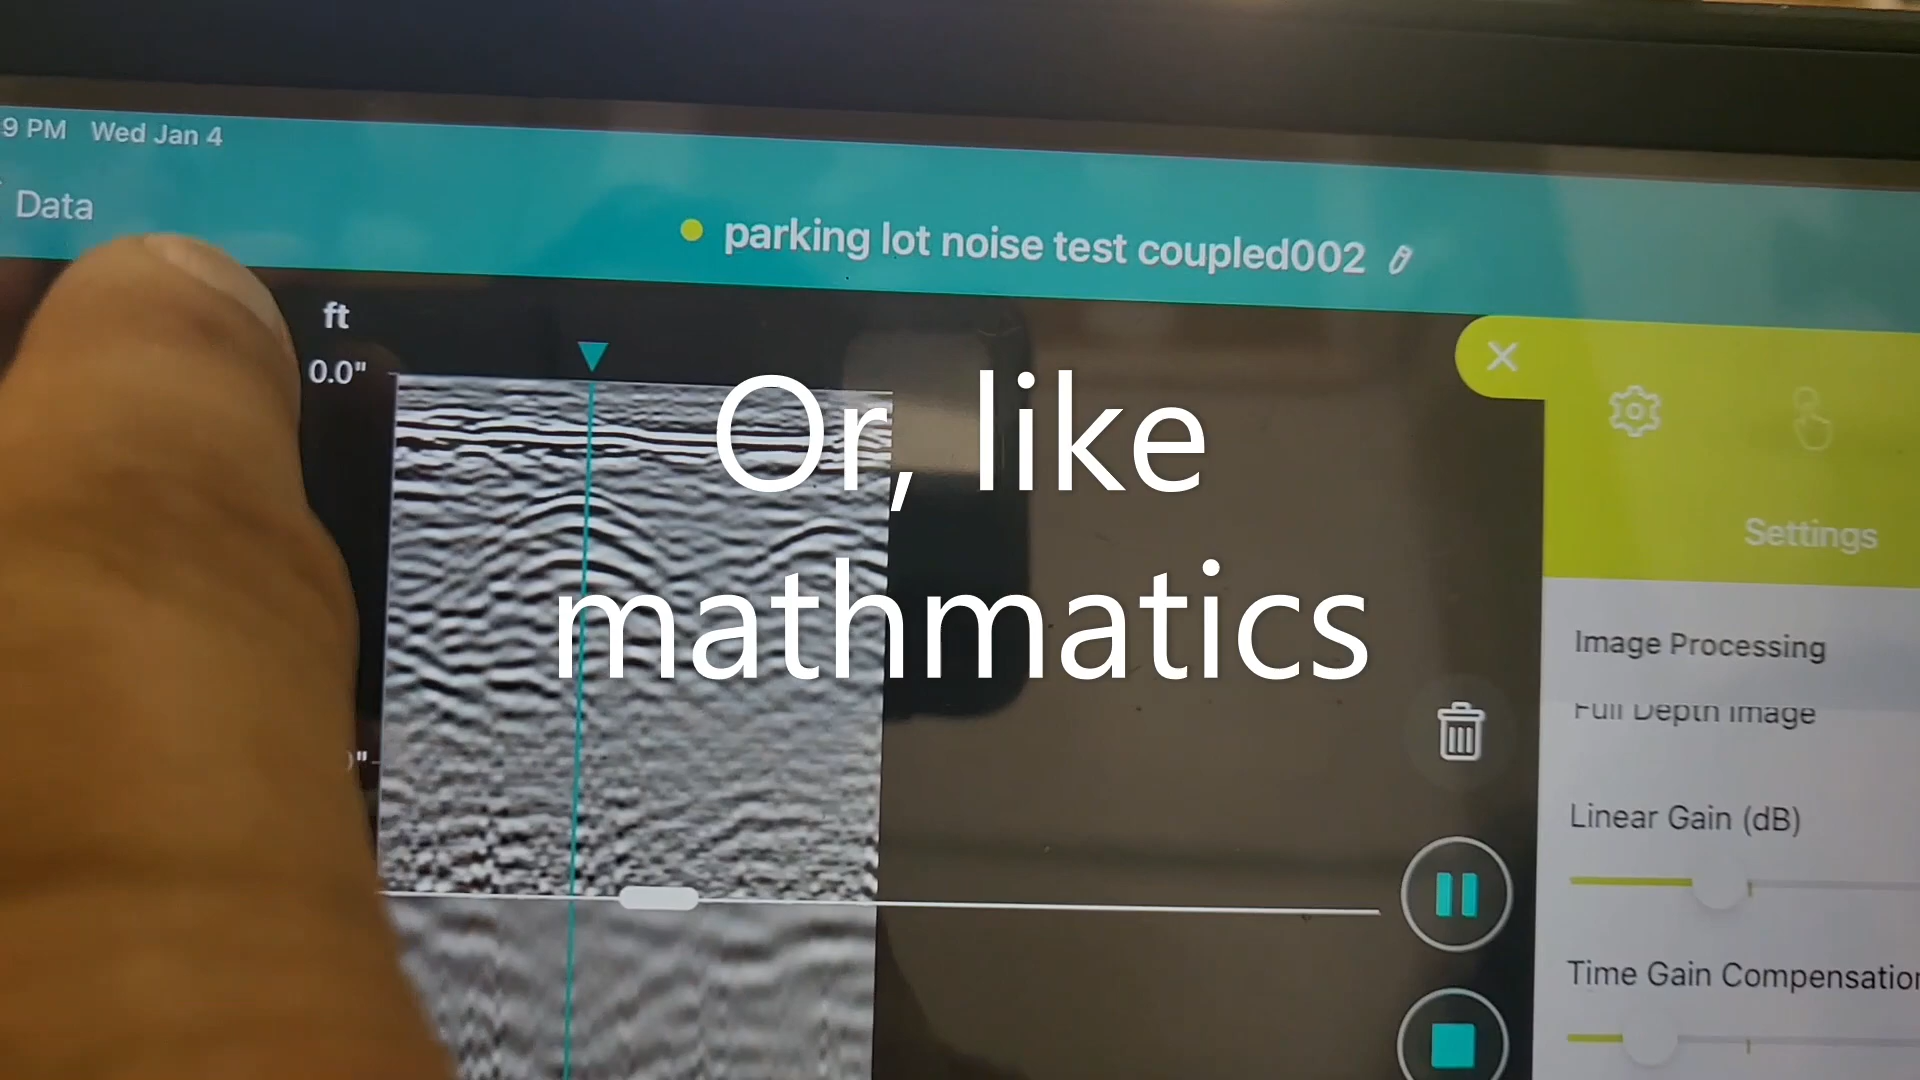 9 PM Wed Jan 4
Data
parking lot noise test coupled002
ft
0.0"
Or, like
mathmatics
Settings
Image Processing
Full Depth Image
Linear Gain (dB)
Time Gain Compensation